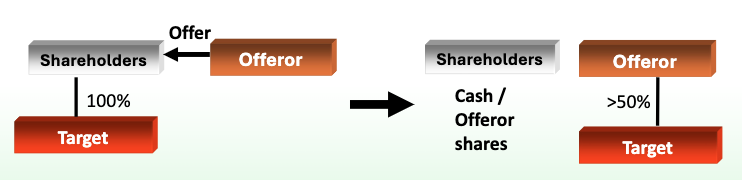 Offer
Shareholders
Offeror
100%
Target
Shareholders
Offeror
Cash /
Offeror
shares
>50%
Target